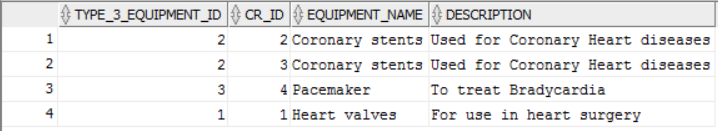 TYPE_3_EQUIPMENT_ID CR_ID EQUIPMENT_NAME DESCRIPTION
1 2 2 Coronary stents Used for Coronary Heart diseases
2 2 3 Coronary stents Used for Coronary Heart diseases
3 3 4 Pacemaker To treat Bradycardia
4 1 1 Heart valves For use in heart surgery